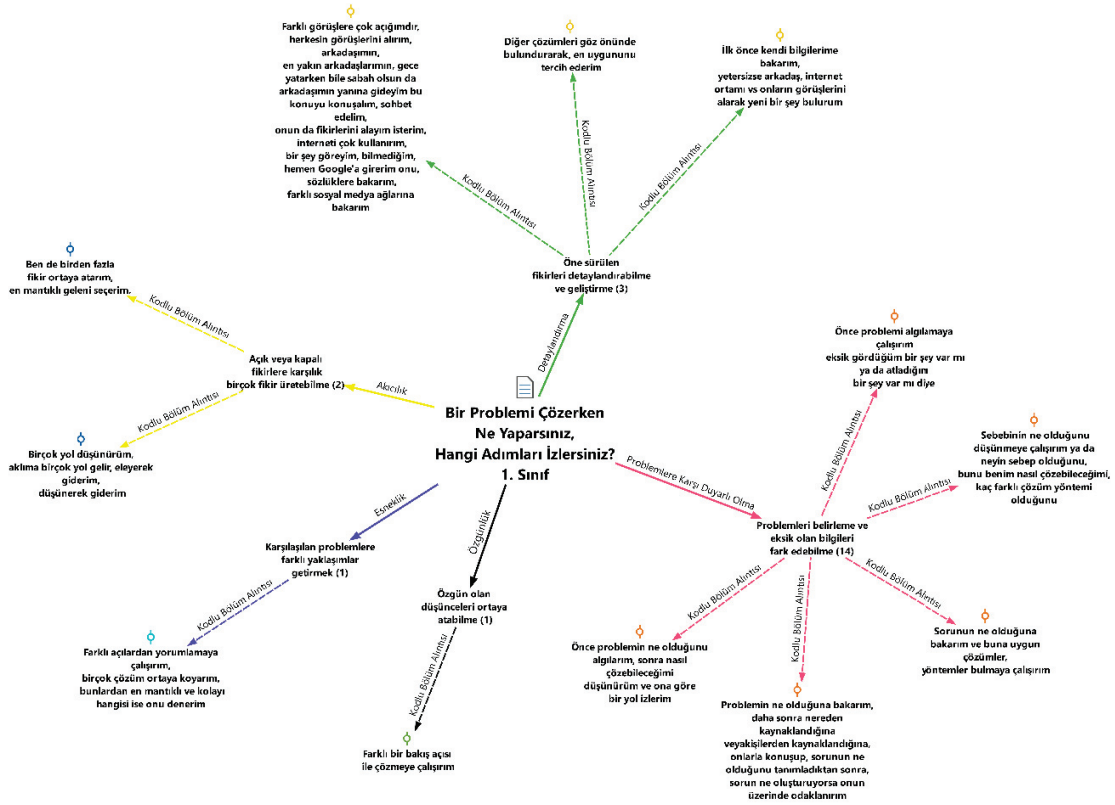 Farklı görüşlere çok açığımdır,
herkesin görüşlerini alırım,
arkadaşımın,
en yakın arkadaşlarımın, gece
yatarken bile sabah olsun da
arkadaşımın yanına gideyim bu
konuyu konuşalım, sohbet
edelim,
onun da fikirlerini alayım isterim,
interneti çok kullanırım,
bir şey göreyim, bilmediğim,
hemen Google'a girerim onu,
sözlüklere bakarım,
farklı sosyal medya ağlarına
bakarım
Diğer çözümleri göz önünde
bulundurarak, en uygununu
tercih ederim
İlk önce kendi bilgilerime
bakarım,
yetersizse arkadaş, internet
ortamı vs onların görüşlerini
alarak yeni bir şey bulurum
Kodlu Bölüm Alıntısı
Kodlu Bölüm Alıntısı
Kodlu Bölüm Alıntısı
Öne sürülen
fikirleri detaylandırabilme
ve geliştirme (3)
Detaylandırma
Ben de birden fazla
fikir ortaya atarım,
en mantıklı geleni seçerim.
Kodlu Bölüm Alıntısı
Açık veya kapalı
fikirlere karşılık
birçok fikir üretebilme (2)
Alacılık
Kodlu Bölüm Alıntısı
Birçok yol düşünürüm,
aklıma birçok yol gelir, eleyerek
giderim,
düşünerek giderim
Bir Problemi Çözerken
Ne Yaparsınız,
Hangi Adımları İzlersiniz?
1. Sınıf
Önce problemi algılamaya
çalışırım
eksik gördüğüm bir şey var mı
ya da atladığın
bir şey var mı diye
Kodlu Bölüm Alıntısı
Sebebinin ne olduğunu
düşünmeye çalışırım ya da
neyin sebep olduğunu,
bunu benim nasıl çözebileceğimi,
kaç farklı çözüm yöntemi
olduğunu
Kodlu Bölüm Alıntısı
Problemlere Karşı Duyarlı Olma
Problemleri belirleme ve
eksik olan bilgileri
fark edebilme (14)
Esneklik
Karşılaşılan problemlere
farklı yaklaşımlar
getirmek (1)
Kodlu Bölüm Alıntısı
Farklı açılardan yorumlamaya
çalışırım,
birçok çözüm ortaya koyarım,
bunlardan en mantıklı ve kolayı
hangisi ise onu denerim
Özgünlük
Özgün olan
düşünceleri ortaya
atabilme (1)
Kodlu Bölüm Alıntısı
Farklı bir bakış açısı
ile çözmeye çalışırım
Kodlu Bölüm Alıntısı
Önce problemin ne olduğunu
algılarım, sonra nasıl
çözebileceğimi
düşünürüm ve ona göre
bir yol izlerim
Kodlu Bölüm Alıntısı
Problemin ne olduğuna bakarım,
daha sonra nereden
kaynaklandığına
veyakişilerden kaynaklandığına,
onlarla konuşup, sorunun ne
olduğunu tanımladıktan sonra,
sorun ne oluşturuyorsa onun
üzerinde odaklanırım
Kodlu Bölüm Alıntısı
Sorunun ne olduğuna
bakarım ve buna uygun
çözümler,
yöntemler bulmaya çalışırım